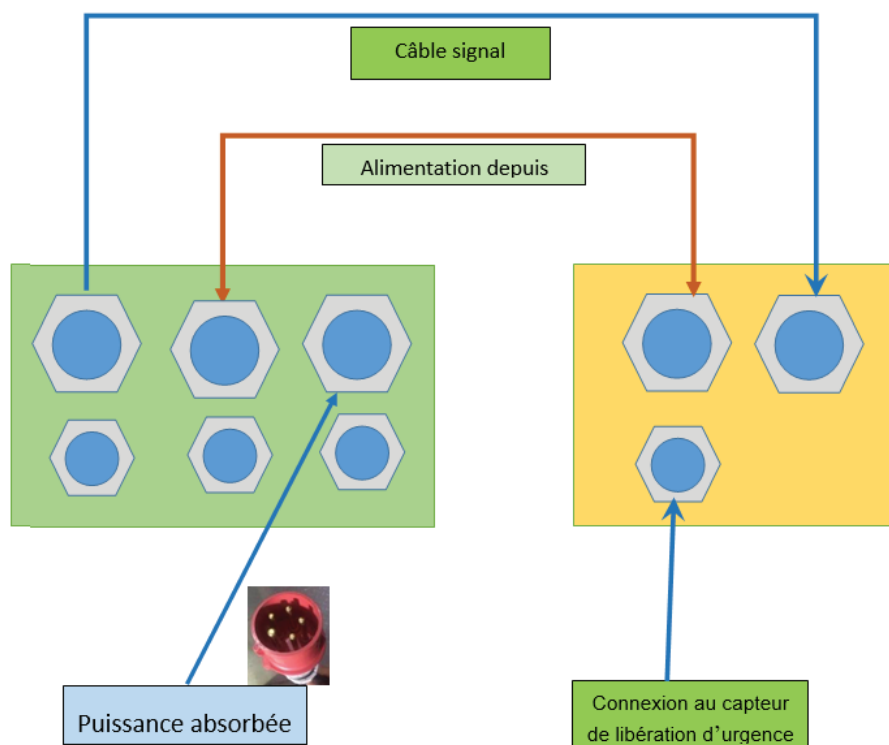 Câble signal
Alimentation depuis
Puissance absorbée
Connexion au capteur
de libération d’urgence